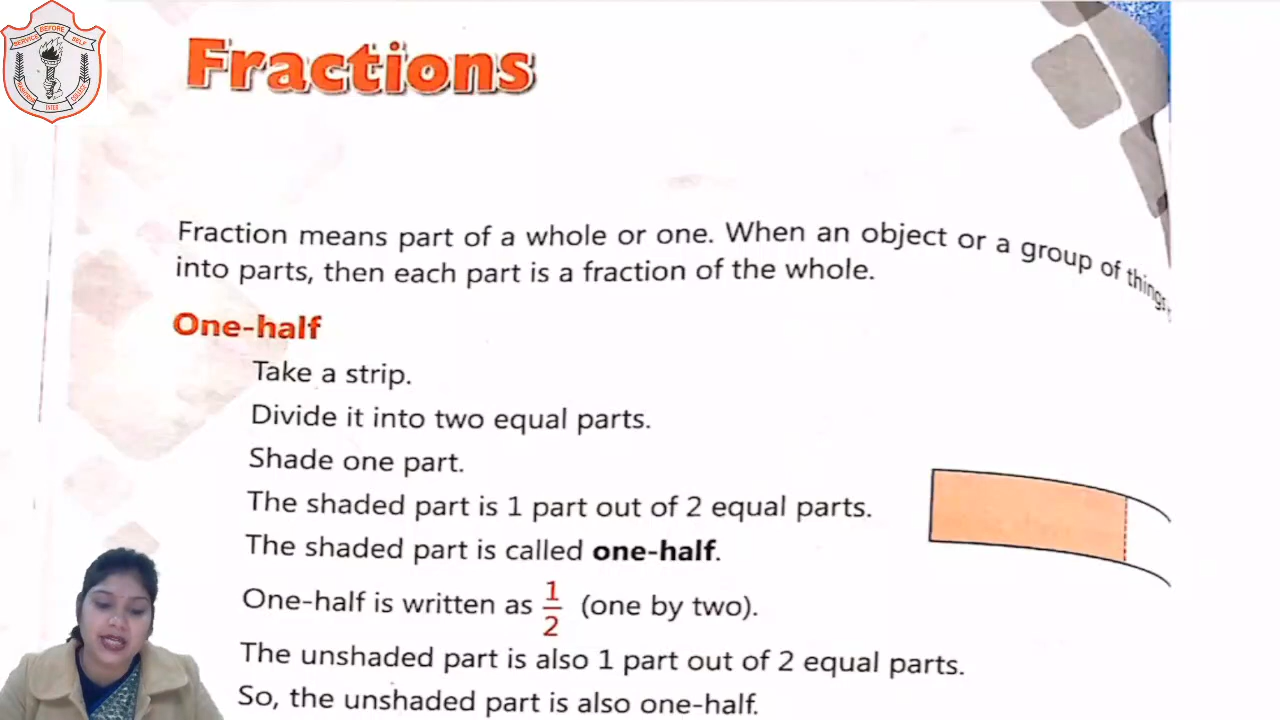 SERVICE BEFORE SELF
INTER
Fractions
Fraction means part of a whole or one. When an object or a group of things
into parts, then each part is a fraction of the whole.
One-half
Take a strip.
Divide it into two equal parts.
Shade one part.
The shaded part is 1 part out of 2 equal parts.
The shaded part is called one-half.
One-half is written as 1/2 (one by two).
The unshaded part is also 1 part out of 2 equal parts.
So, the unshaded part is also one-half.